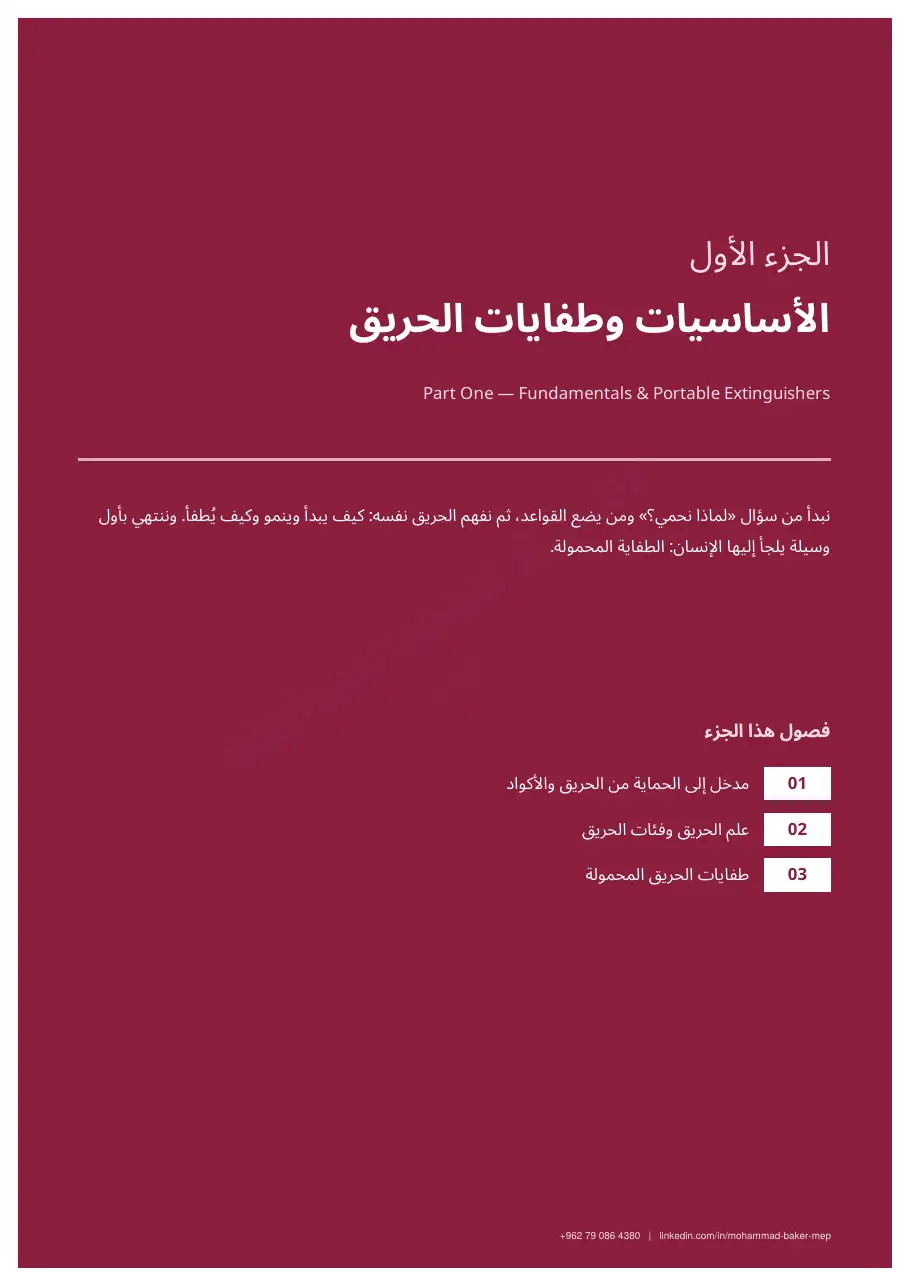 الجزء الأول
الأساسيات وطفايات الحريق
Part One — Fundamentals & Portable Extinguishers
نبدأ من سؤال «لماذا نحمي؟» ومن يضع القواعد، ثم نفهم الحريق نفسه: كيف يبدأ وينمو وكيف يُطفأ. وننتهي بأول
وسيلة يلجأ إليها الإنسان: الطفاية المحمولة.
فصول هذا الجزء
01 مدخل إلى الحماية من الحريق والأكواد
02 علم الحريق وفئات الحريق
03 طفايات الحريق المحمولة
+962 79 086 4380 | linkedin.com/in/mohammad-baker-mep